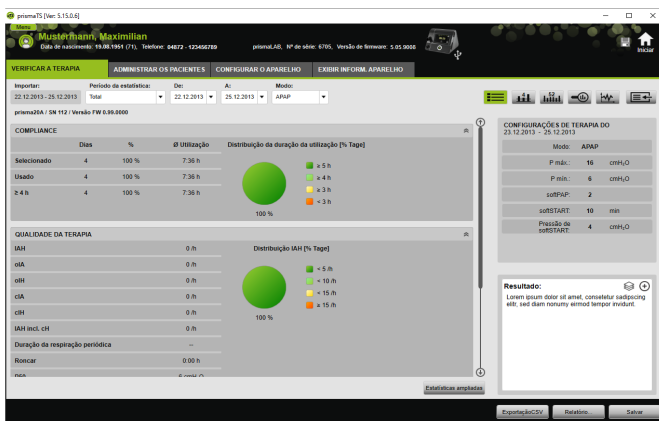 prismaTS [Ver. 5.15.0.6]
Menu
Mustermann, Maximilian
Data de nascimento: 19.08.1951 (71), Telefone: 04872 - 123456789
prismaLAB, Nº de série: 6705, Versão de firmware: 5.05.9008
Iniciar
VERIFICAR A TERAPIA
ADMINISTRAR OS PACIENTES
CONFIGURAR O APARELHO
EXIBIR INFORM. APARELHO
Importar: Período da estatística: De: A: Modo:
22.12.2013 - 25.12.2013 Total 22.12.2013 25.12.2013 APAP
prisma20A / SN 112 / Versão FW 0.99.0000
COMPLIANCE
Dias % Ø Utilização
Selecionado 4 100 % 7:36 h
Usado 4 100 % 7:36 h
≥ 4 h 4 100 % 7:36 h
Distribuição da duração da utilização [% Tage]
≥ 5 h
≥ 4 h
≥ 3 h
< 3 h
100 %
QUALIDADE DA TERAPIA
IAH 0 /h
oIA 0 /h
oIH 0 /h
cIA 0 /h
cIH 0 /h
IAH incl. cH 0 /h
Duração da respiração periódica --
Roncar 0:00 h
Distribuição IAH [% Tage]
< 5 /h
< 10 /h
< 15 /h
≥ 15 /h
100 %
Estatísticas ampliadas
CONFIGURAÇÕES DE TERAPIA DO
23.12.2013 - 25.12.2013
Modo: APAP
P máx.: 16 cmH₂O
P mín.: 6 cmH₂O
softPAP: 2
softSTART: 10 min
Pressão de
softSTART: 4 cmH₂O
Resultado:
Lorem ipsum dolor sit amet, consetetur sadipscing
elitr, sed diam nonumy eirmod tempor invidunt.
ExportaçãoCSV
Relatório...
Salvar